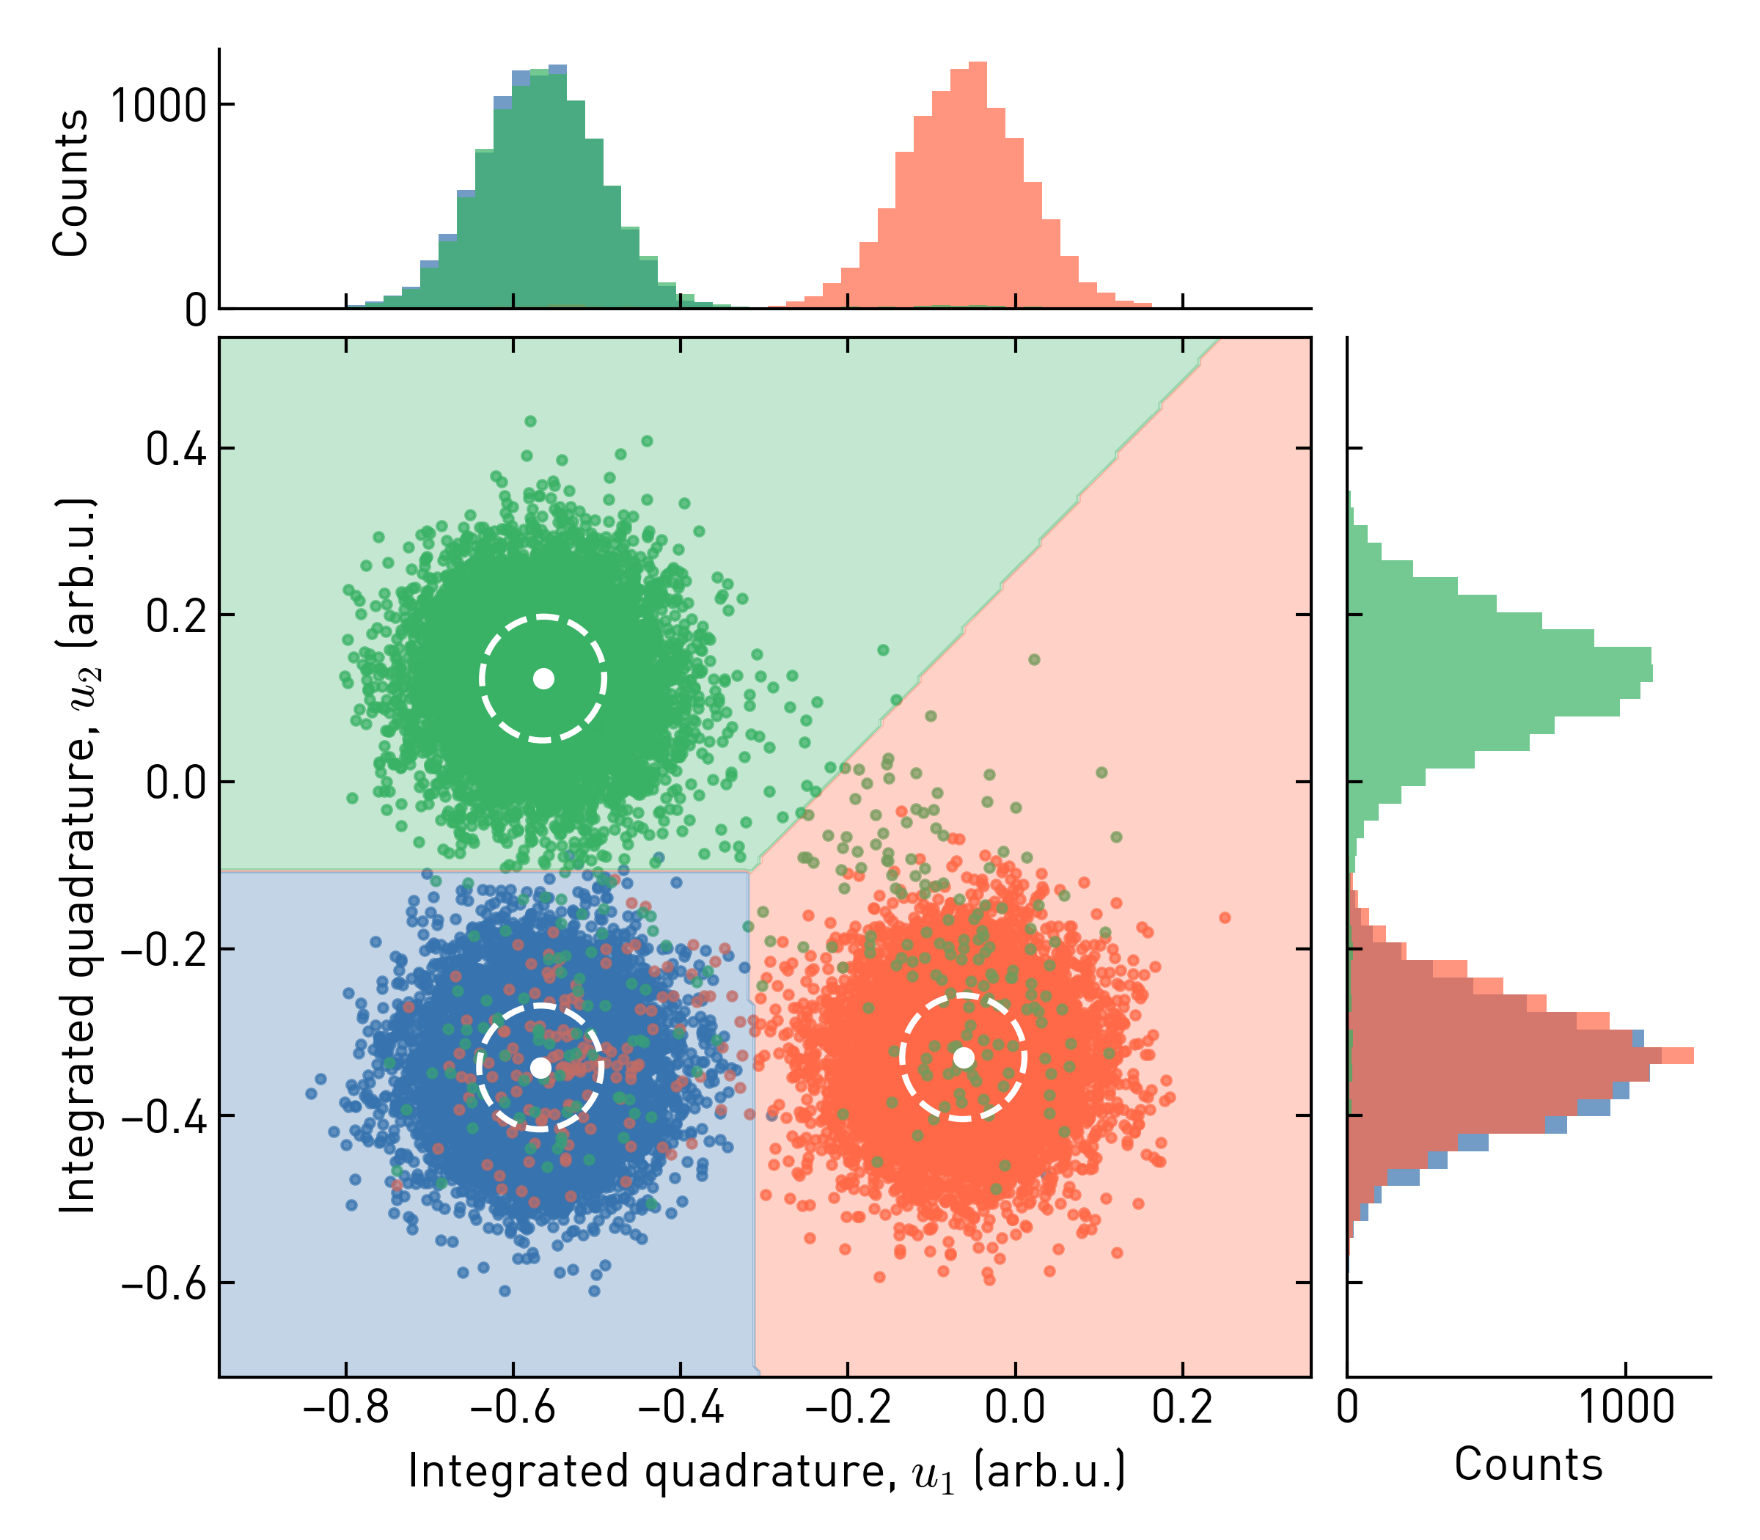 Counts
1000
0
Integrated quadrature, u₂ (arb.u.)
0.4
0.2
0.0
−0.2
−0.4
−0.6
−0.8 −0.6 −0.4 −0.2 0.0 0.2
Integrated quadrature, u₁ (arb.u.)
0 1000
Counts